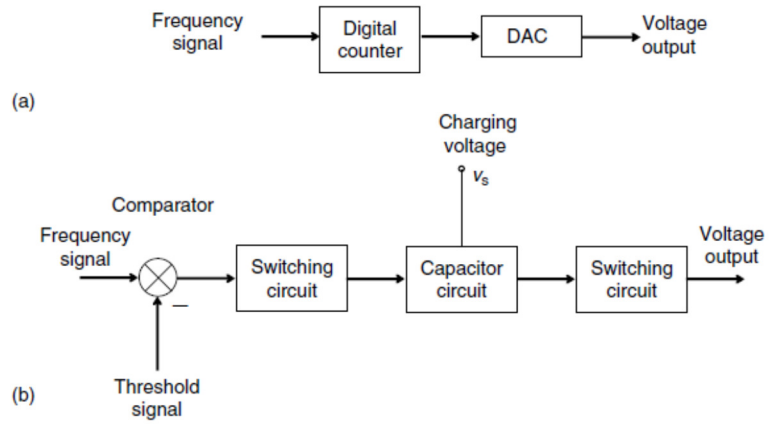 Frequency
signal
Digital
counter
DAC
Voltage
output
(a)
Charging
voltage
vs
Comparator
Frequency
signal
Switching
circuit
Capacitor
circuit
Switching
circuit
Voltage
output
–
Threshold
signal
(b)